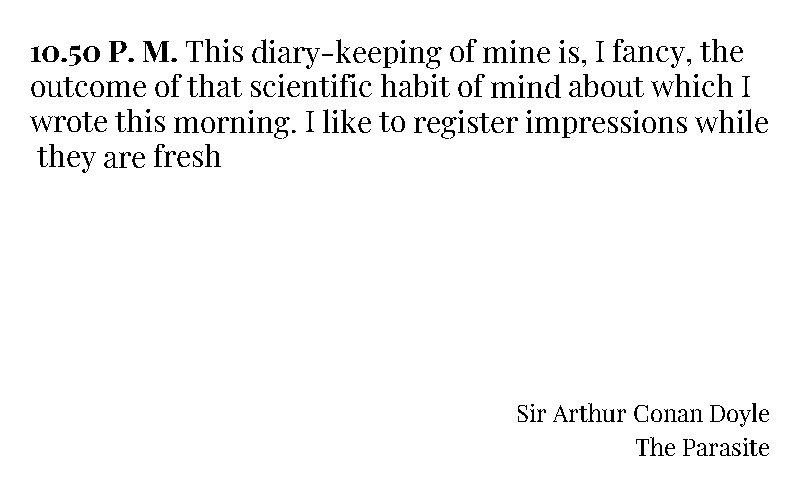 10.50 P. M. This diary-keeping of mine is, I fancy, the
outcome of that scientific habit of mind about which I
wrote this morning. I like to register impressions while
they are fresh
Sir Arthur Conan Doyle
The Parasite